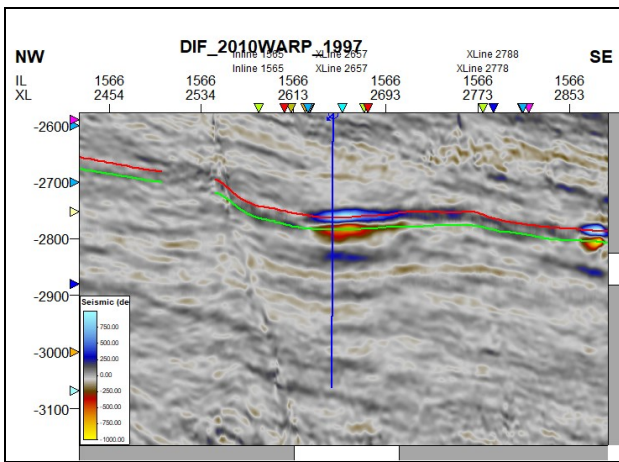 DIF_2010WARP_1997
NW
SE
Inline 1565 XLine 2657 XLine 2788
Inline 1565 XLine 2657 XLine 2778
IL 1566 1566 1566 1566 1566 1566
XL 2454 2534 2613 2693 2773 2853
-2600
-2700
-2800
-2900
-3000
-3100
Seismic (de
750.00
500.00
250.00
0.00
-250.00
-500.00
-750.00
-1000.00